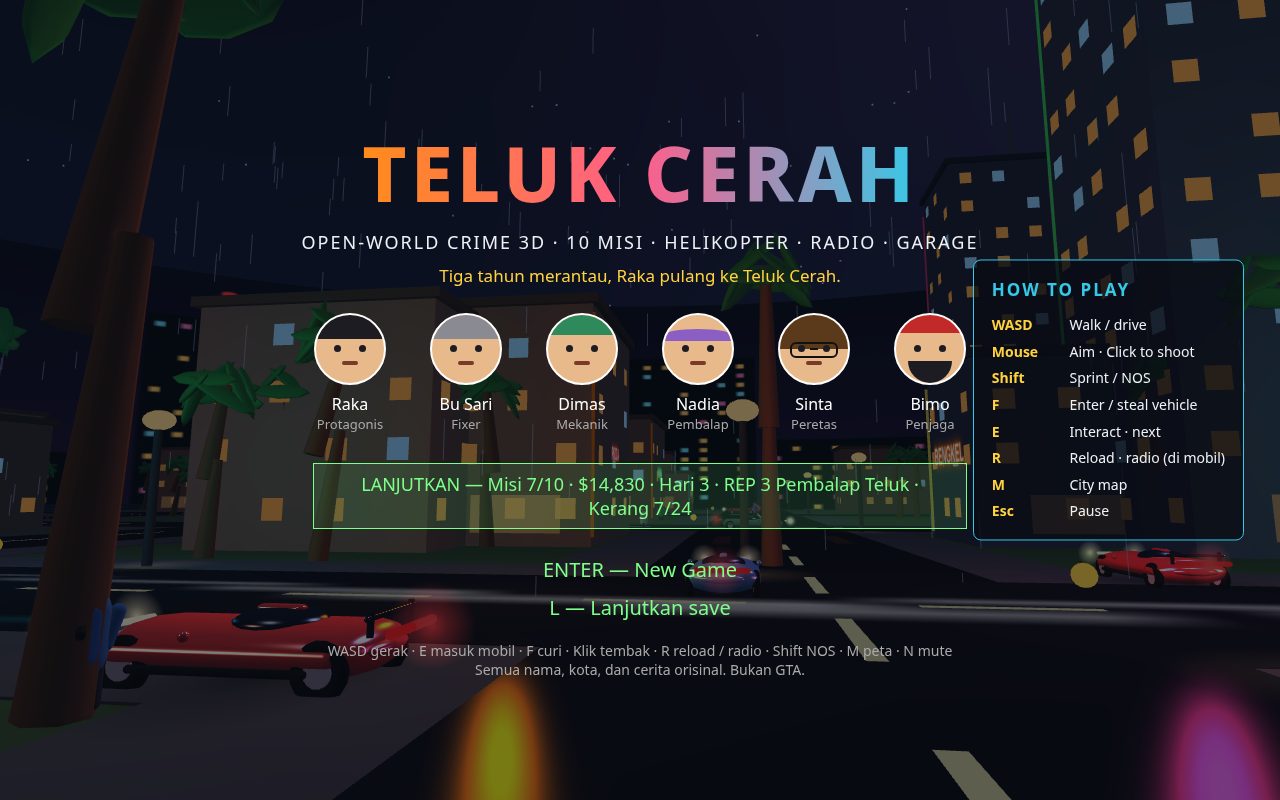 TELUK CERAH
OPEN-WORLD CRIME 3D · 10 MISI · HELIKOPTER · RADIO · GARAGE
Tiga tahun merantau, Raka pulang ke Teluk Cerah.
Raka
Protagonis
Bu Sari
Fixer
Dimas
Mekanik
Nadia
Pembalap
Sinta
Peretas
Bimo
Penjaga
BENGKEL
LANJUTKAN — Misi 7/10 · $14,830 · Hari 3 · REP 3 Pembalap Teluk ·
Kerang 7/24
ENTER — New Game
L — Lanjutkan save
WASD gerak · E masuk mobil · F curi · Klik tembak · R reload / radio · Shift NOS · M peta · N mute
Semua nama, kota, dan cerita orisinal. Bukan GTA.
HOW TO PLAY
WASD Walk / drive
Mouse Aim · Click to shoot
Shift Sprint / NOS
F Enter / steal vehicle
E Interact · next
R Reload · radio (di mobil)
M City map
Esc Pause